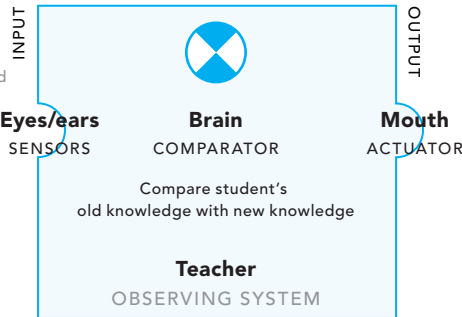 INPUT
OUTPUT
d
Eyes/ears
SENSORS
Brain
COMPARATOR
Mouth
ACTUATOR
Compare student’s
old knowledge with new knowledge
Teacher
OBSERVING SYSTEM